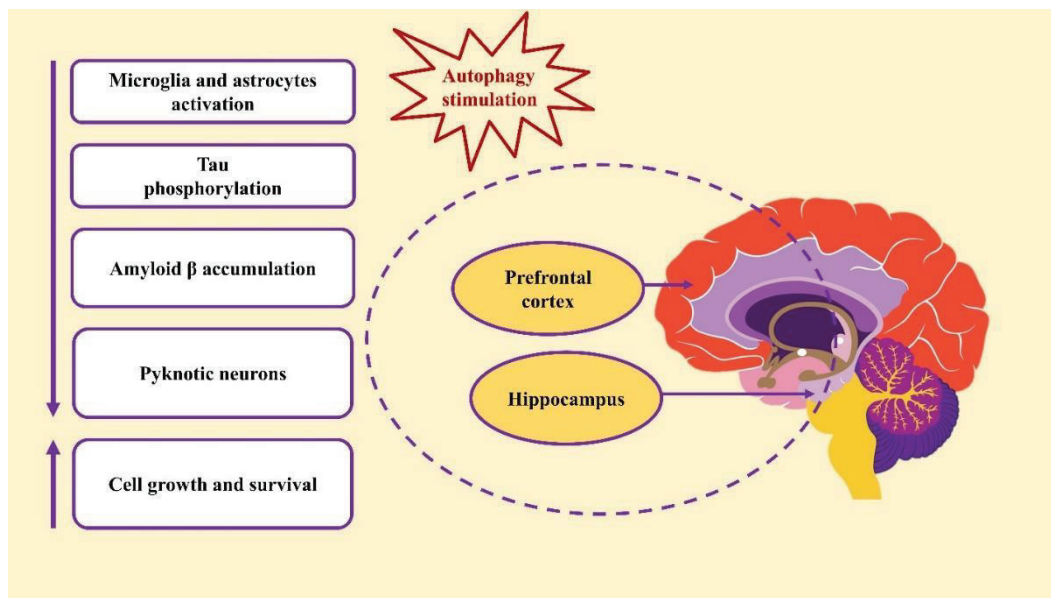 Microglia and astrocytes
activation
Tau
phosphorylation
Amyloid β accumulation
Pyknotic neurons
Cell growth and survival
Autophagy
stimulation
Prefrontal
cortex
Hippocampus